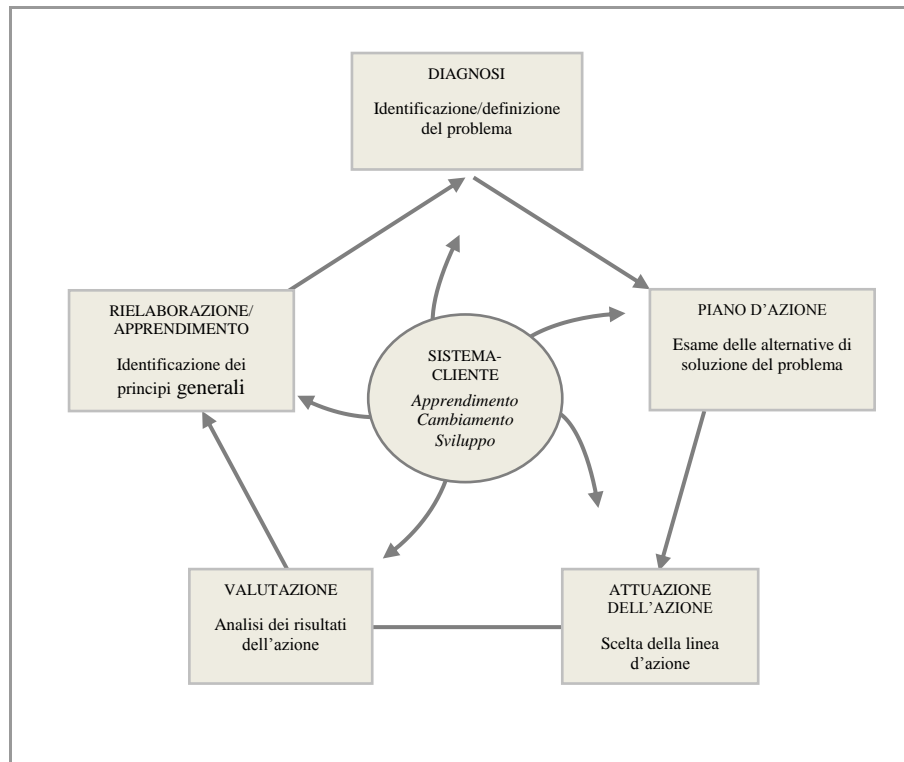 DIAGNOSI
Identificazione/definizione
del problema
RIELABORAZIONE/
APPRENDIMENTO
Identificazione dei
principi generali
SISTEMA-
CLIENTE
Apprendimento
Cambiamento
Sviluppo
PIANO D’AZIONE
Esame delle alternative di
soluzione del problema
VALUTAZIONE
Analisi dei risultati
dell’azione
ATTUAZIONE
DELL’AZIONE
Scelta della linea
d’azione